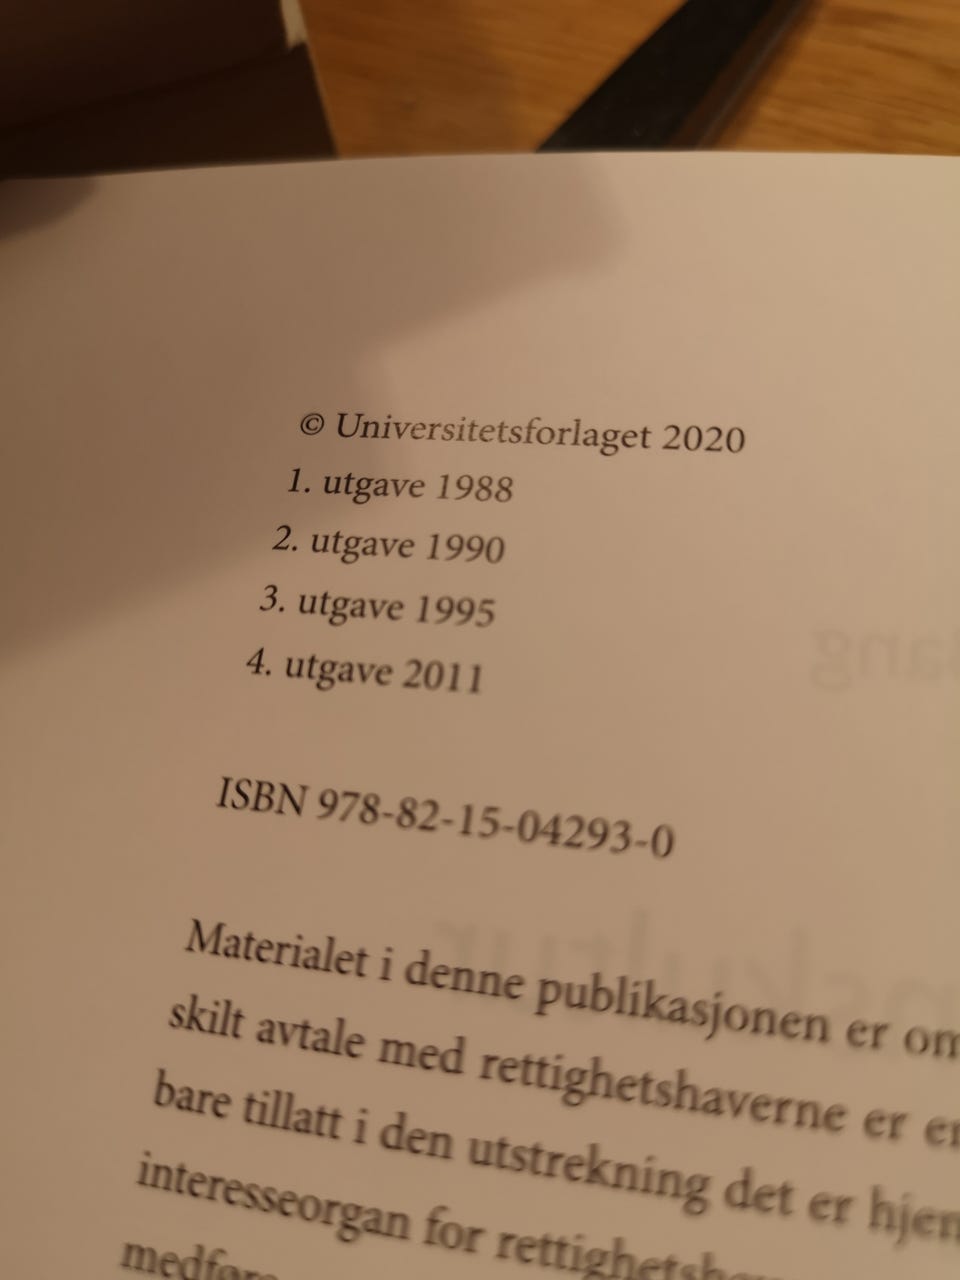 © Universitetsforlaget 2020
1. utgave 1988
2. utgave 1990
3. utgave 1995
4. utgave 2011
ISBN 978-82-15-04293-0
Materialet i denne publikasjonen er
skilt avtale med rettighetshaverne er
bare tillatt i den utstrekning det er
interesseorgan for